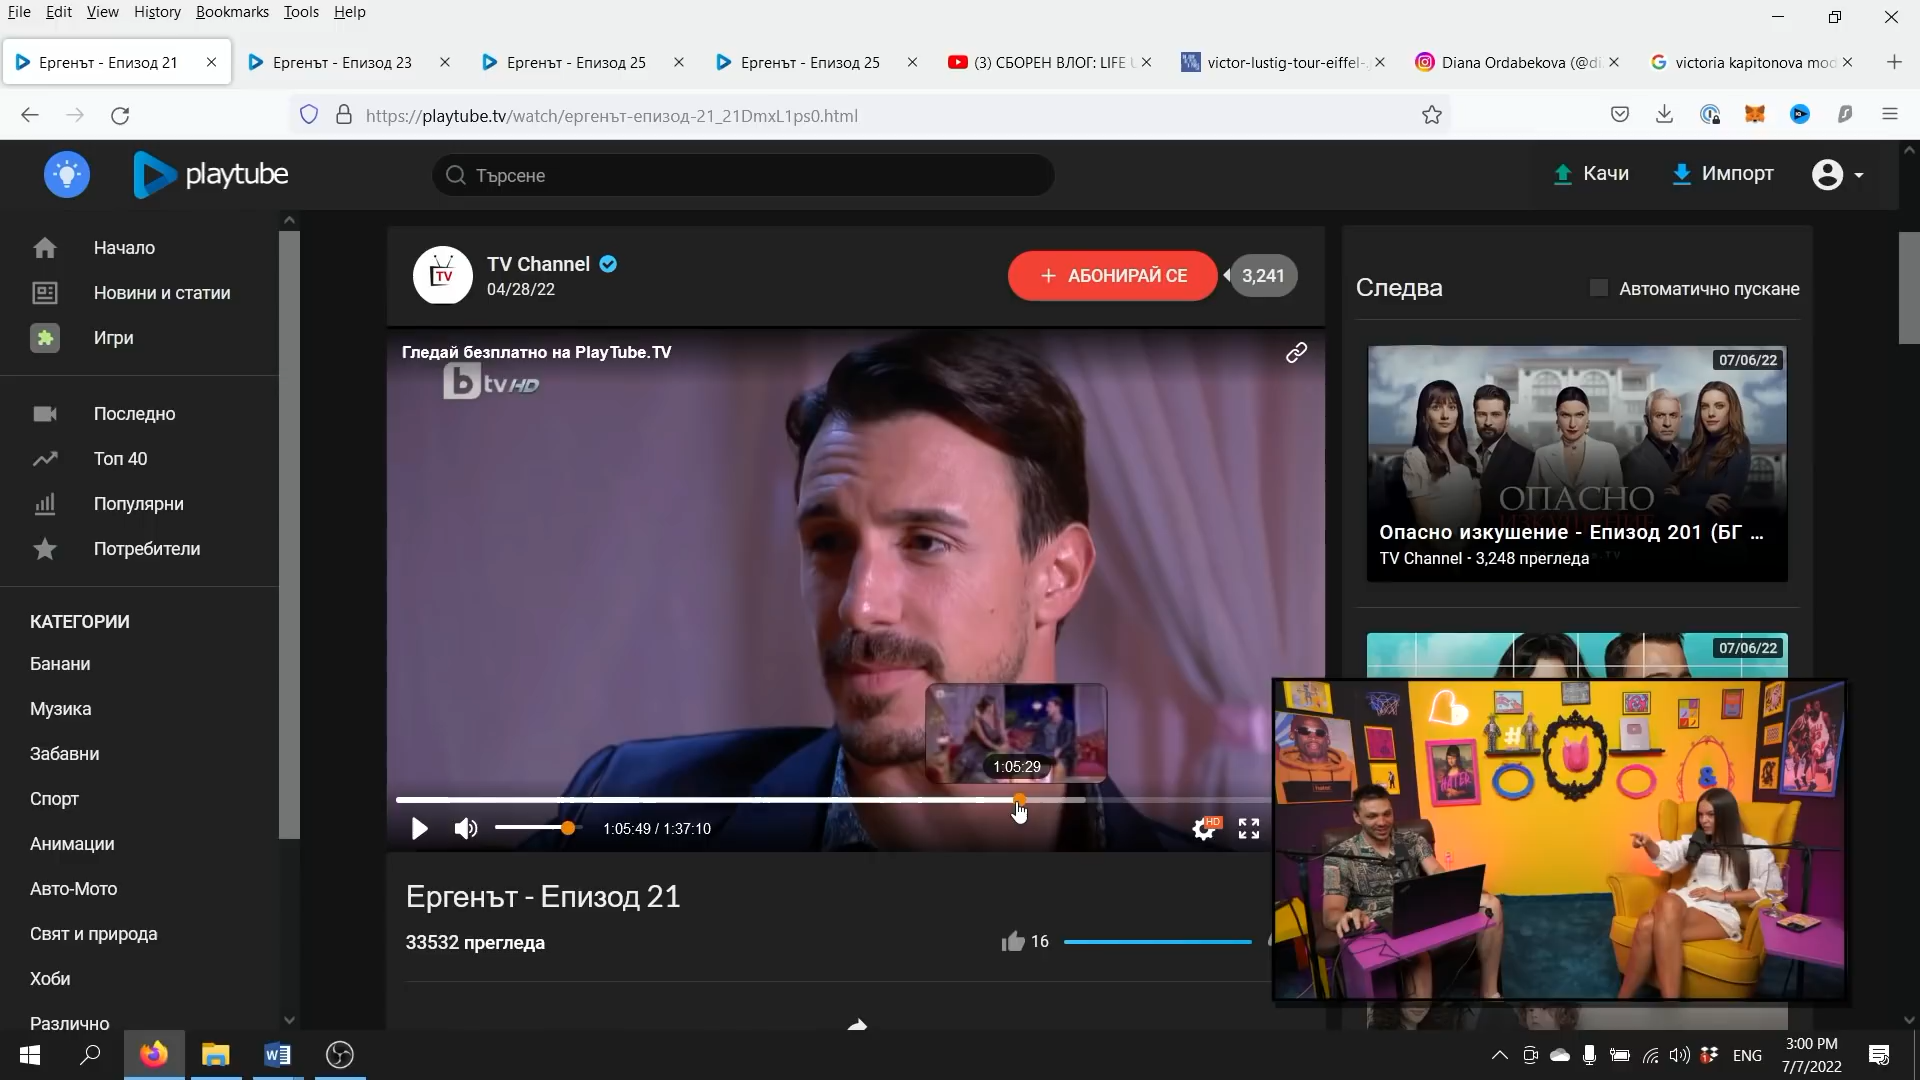 File Edit View History Bookmarks Tools Help
Ергенът - Епизод 21
Ергенът - Епизод 23
Ергенът - Епизод 25
Ергенът - Епизод 25
(3) СБОРЕН ВЛОГ: LIFE
victor-lustig-tour-eiffel-
Diana Ordabekova (@di
victoria kapitonova mod
https://playtube.tv/watch/ергенът-епизод-21_21DmxL1ps0.html
playtube
Търсене
Качи
Импорт
Начало
Новини и статии
Игри
Последно
Топ 40
Популярни
Потребители
КАТЕГОРИИ
Банани
Музика
Забавни
Спорт
Анимации
Авто-Мото
Свят и природа
Хоби
Различно
TV
TV Channel
04/28/22
+ АБОНИРАЙ СЕ
3,241
Гледай безплатно на PlayTube.TV
btv HD
1:05:29
1:05:49 / 1:37:10
HD
Ергенът - Епизод 21
33532 прегледа
16
Следва
Автоматично пускане
07/06/22
ОПАСНО
ИЗКУШЕНИЕ
Опасно изкушение - Епизод 201 (БГ ...
TV Channel - 3,248 прегледа
07/06/22
#
&
HATER
ENG
3:00 PM
7/7/2022